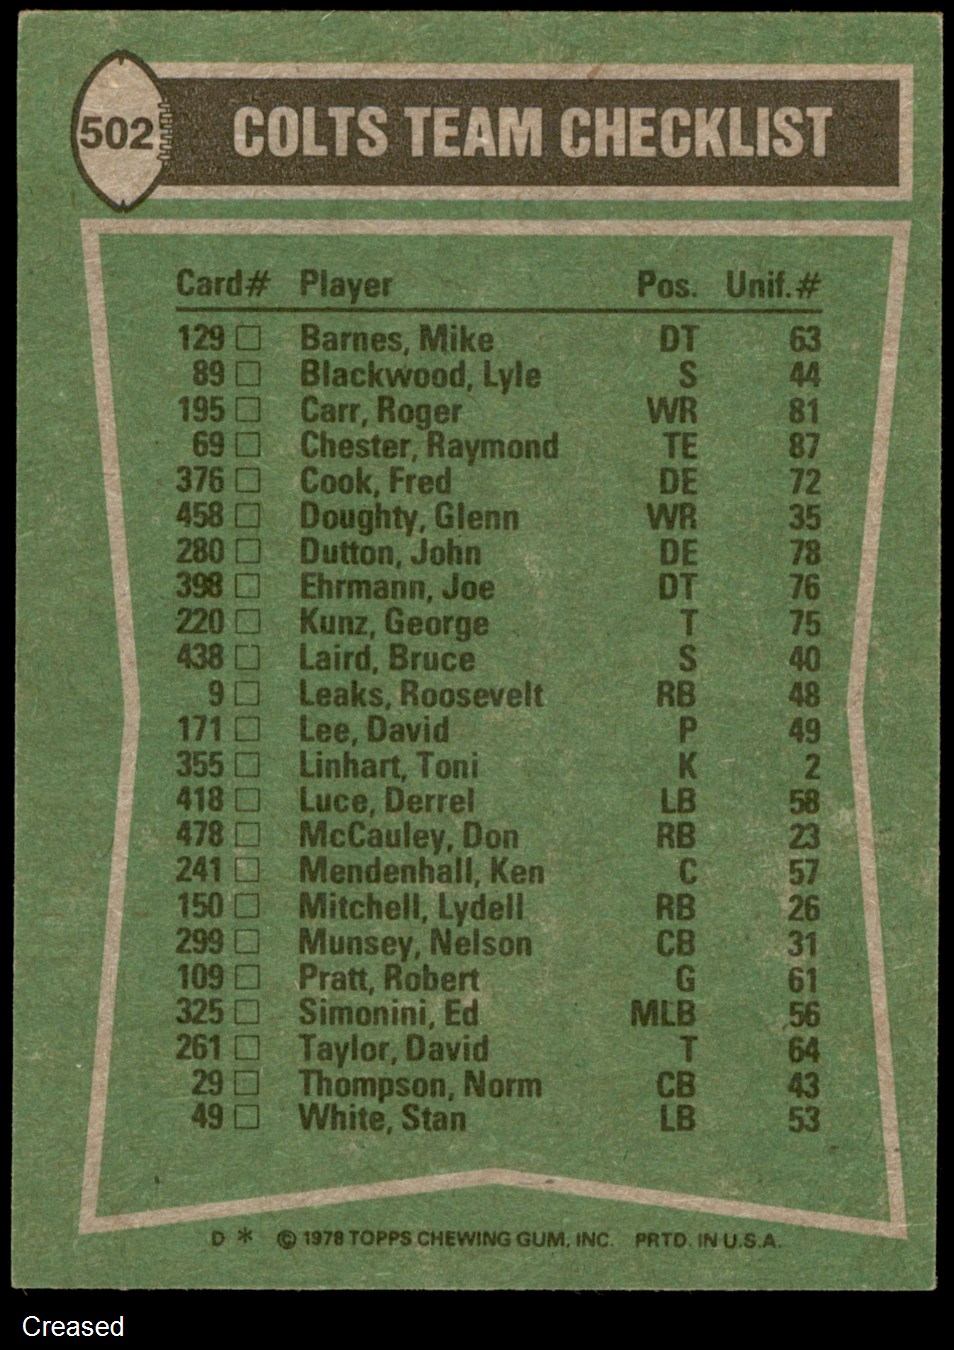 502 COLTS TEAM CHECKLIST
Card# Player Pos. Unif.#
129 □ Barnes, Mike DT 63
89 □ Blackwood, Lyle S 44
195 □ Carr, Roger WR 81
69 □ Chester, Raymond TE 87
376 □ Cook, Fred DE 72
458 □ Doughty, Glenn WR 35
280 □ Dutton, John DE 78
398 □ Ehrmann, Joe DT 76
220 □ Kunz, George T 75
438 □ Laird, Bruce S 40
9 □ Leaks, Roosevelt RB 48
171 □ Lee, David P 49
355 □ Linhart, Toni K 2
418 □ Luce, Derrel LB 58
478 □ McCauley, Don RB 23
241 □ Mendenhall, Ken C 57
150 □ Mitchell, Lydell RB 26
299 □ Munsey, Nelson CB 31
109 □ Pratt, Robert G 61
325 □ Simonini, Ed MLB 56
261 □ Taylor, David T 64
29 □ Thompson, Norm CB 43
49 □ White, Stan LB 53
D * © 1978 TOPPS CHEWING GUM, INC. PRTD. IN U.S.A.
Creased